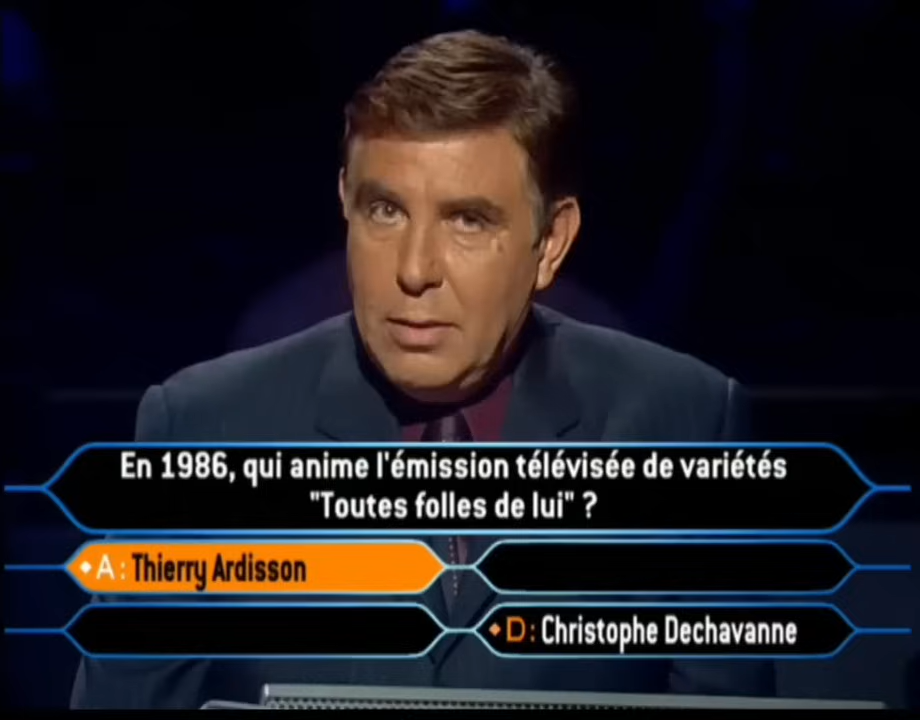 En 1986, qui anime l'émission télévisée de variétés
"Toutes folles de lui" ?
A : Thierry Ardisson
D : Christophe Dechavanne